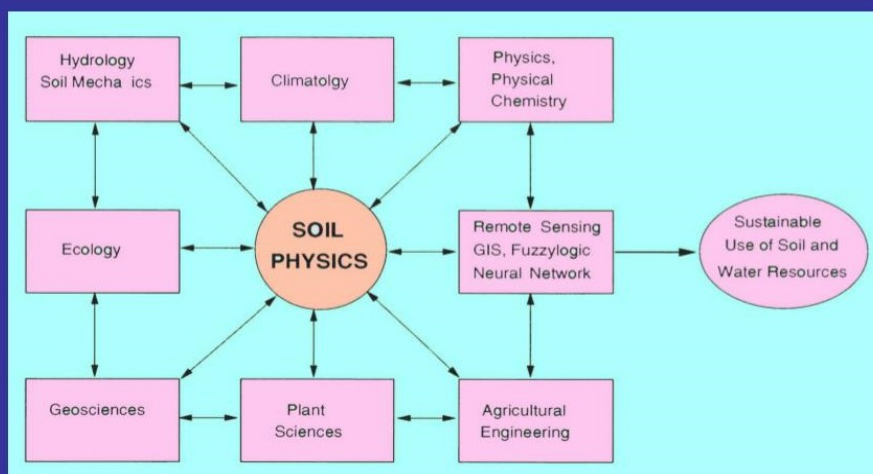 Hydrology
Soil Mecha ics
Climatolgy
Physics,
Physical
Chemistry
Ecology
SOIL
PHYSICS
Remote Sensing
GIS, Fuzzylogic
Neural Network
Sustainable
Use of Soil and
Water Resources
Geosciences
Plant
Sciences
Agricultural
Engineering